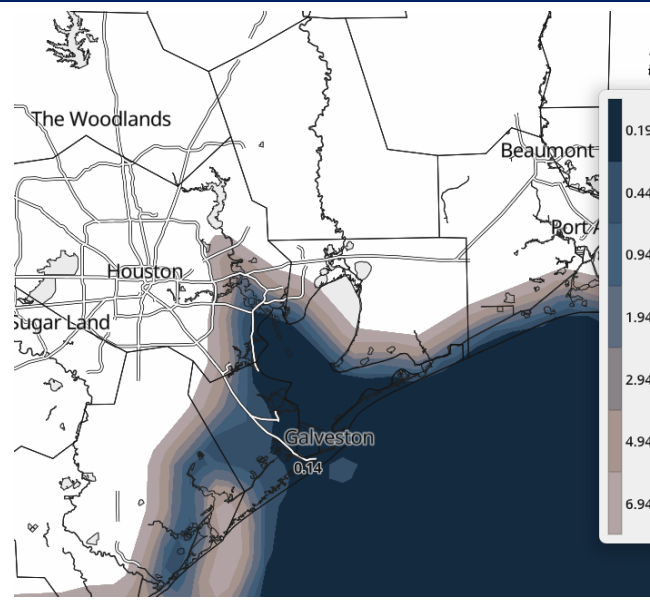 The Woodlands
Beaumont
Port A
Houston
Sugar Land
Galveston
0.14
0.19
0.44
0.94
1.94
2.94
4.94
6.94